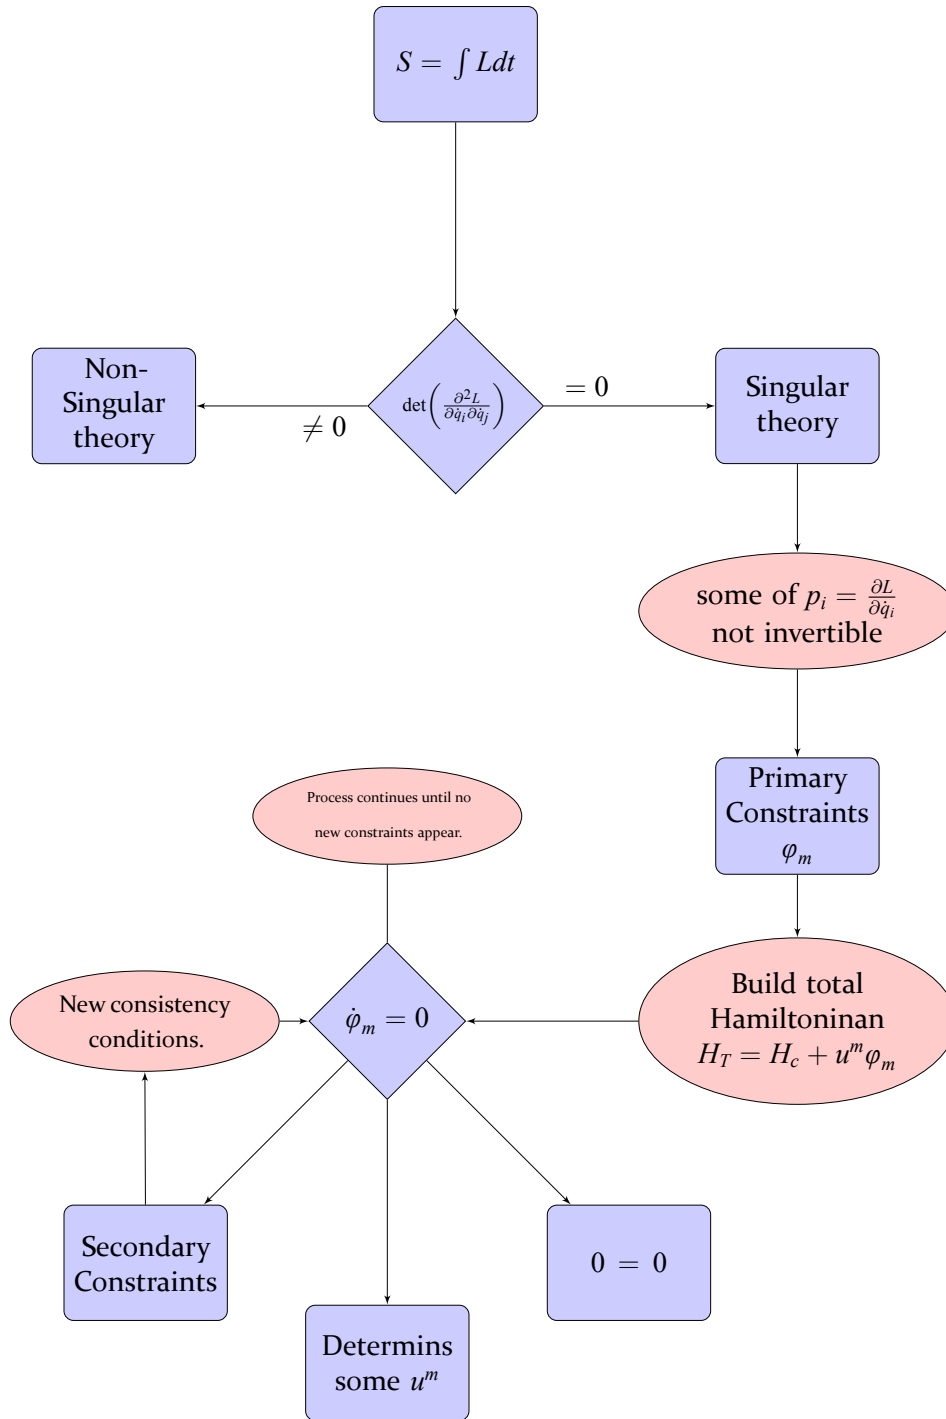 S = ∫ Ldt
Non-
Singular
theory
≠ 0
det(∂²L/∂q̇ᵢ∂q̇ⱼ)
= 0
Singular
theory
some of pᵢ = ∂L/∂q̇ᵢ
not invertible
Primary
Constraints
φₘ
Process continues until no
new constraints appear.
New consistency
conditions.
φ̇ₘ = 0
Build total
Hamiltoninan
H_T = H_c + uᵐφₘ
Secondary
Constraints
0 = 0
Determins
some uᵐ